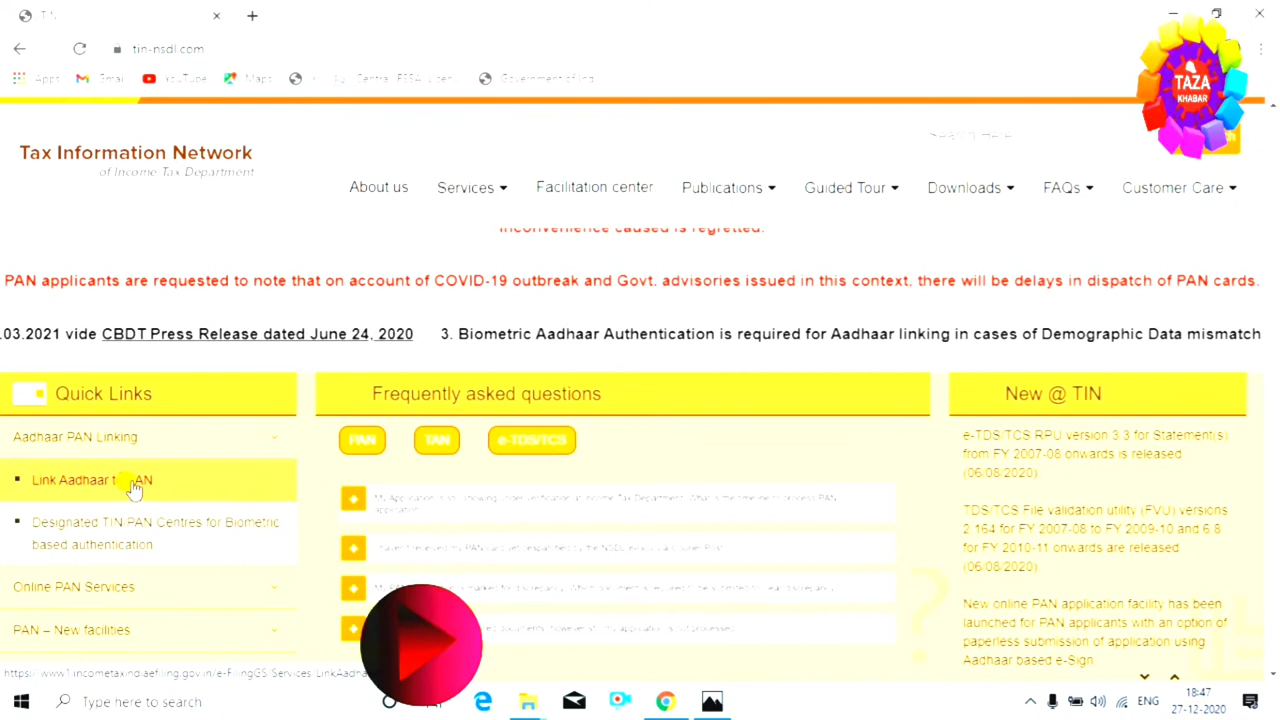 tin-nsdl.com
Apps Gmail YouTube Maps
TAZA
KHABAR
Search Here
Tax Information Network
of Income Tax Department
About us Services Facilitation center Publications Guided Tour Downloads FAQs Customer Care
Inconvenience caused is regretted.
PAN applicants are requested to note that on account of COVID-19 outbreak and Govt. advisories issued in this context, there will be delays in dispatch of PAN cards.
.03.2021 vide CBDT Press Release dated June 24, 2020 3. Biometric Aadhaar Authentication is required for Aadhaar linking in cases of Demographic Data mismatch
Quick Links
Aadhaar PAN Linking
Link Aadhaar t AN
Designated TIN PAN Centres for Biometric
based authentication
Online PAN Services
PAN – New facilities
Frequently asked questions
PAN TAN e-TDS/TCS
New @ TIN
e-TDS/TCS RPU version 3.3 for Statement(s)
from FY 2007-08 onwards is released
(06/08/2020)
TDS/TCS File validation utility (FVU) versions
2.164 for FY 2007-08 to FY 2009-10 and 6.8
for FY 2010-11 onwards are released
(06/08/2020)
New online PAN application facility has been
launched for PAN applicants with an option of
paperless submission of application using
Aadhaar based e-Sign
Type here to search
ENG
18:47
27-12-2020